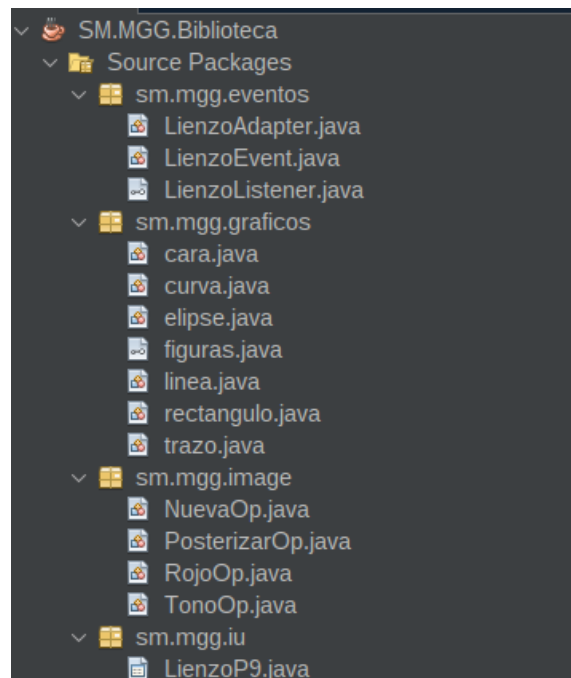 SM.MGG.Biblioteca
Source Packages
sm.mgg.eventos
LienzoAdapter.java
LienzoEvent.java
LienzoListener.java
sm.mgg.graficos
cara.java
curva.java
elipse.java
figuras.java
linea.java
rectangulo.java
trazo.java
sm.mgg.image
NuevaOp.java
PosterizarOp.java
RojoOp.java
TonoOp.java
sm.mgg.iu
LienzoP9.java